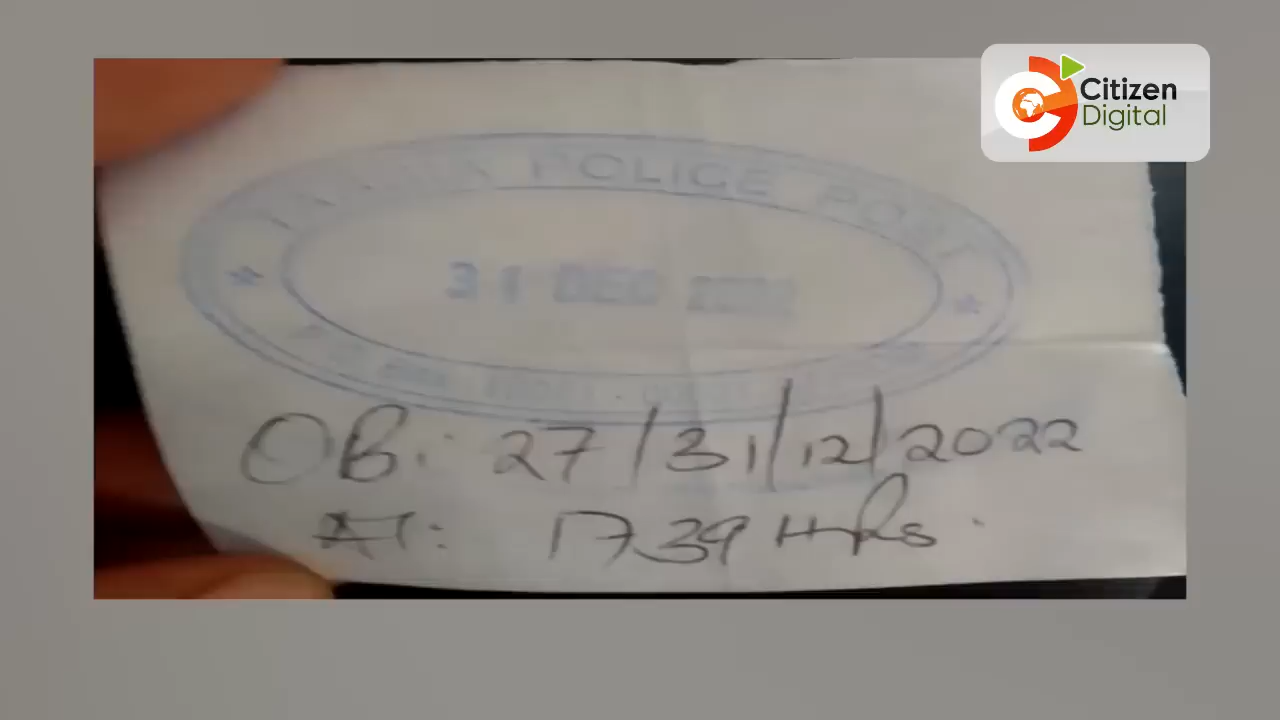 Citizen
Digital
POLICE POST
31 DEC
OB: 27/31/12/2022
AT: 1739 Hrs.